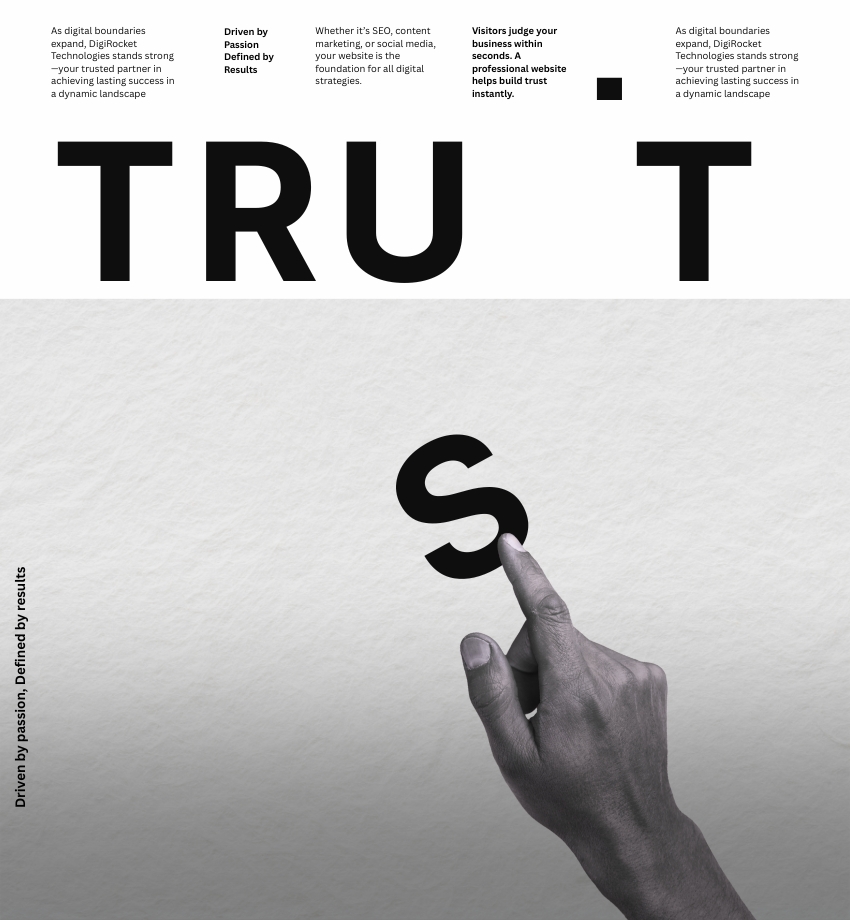 As digital boundaries
expand, DigiRocket
Technologies stands strong
—your trusted partner in
achieving lasting success in
a dynamic landscape
Driven by
Passion
Defined by
Results
Whether it’s SEO, content
marketing, or social media,
your website is the
foundation for all digital
strategies.
Visitors judge your
business within
seconds. A
professional website
helps build trust
instantly.
As digital boundaries
expand, DigiRocket
Technologies stands strong
—your trusted partner in
achieving lasting success in
a dynamic landscape
TRU T
S
Driven by passion, Defined by results